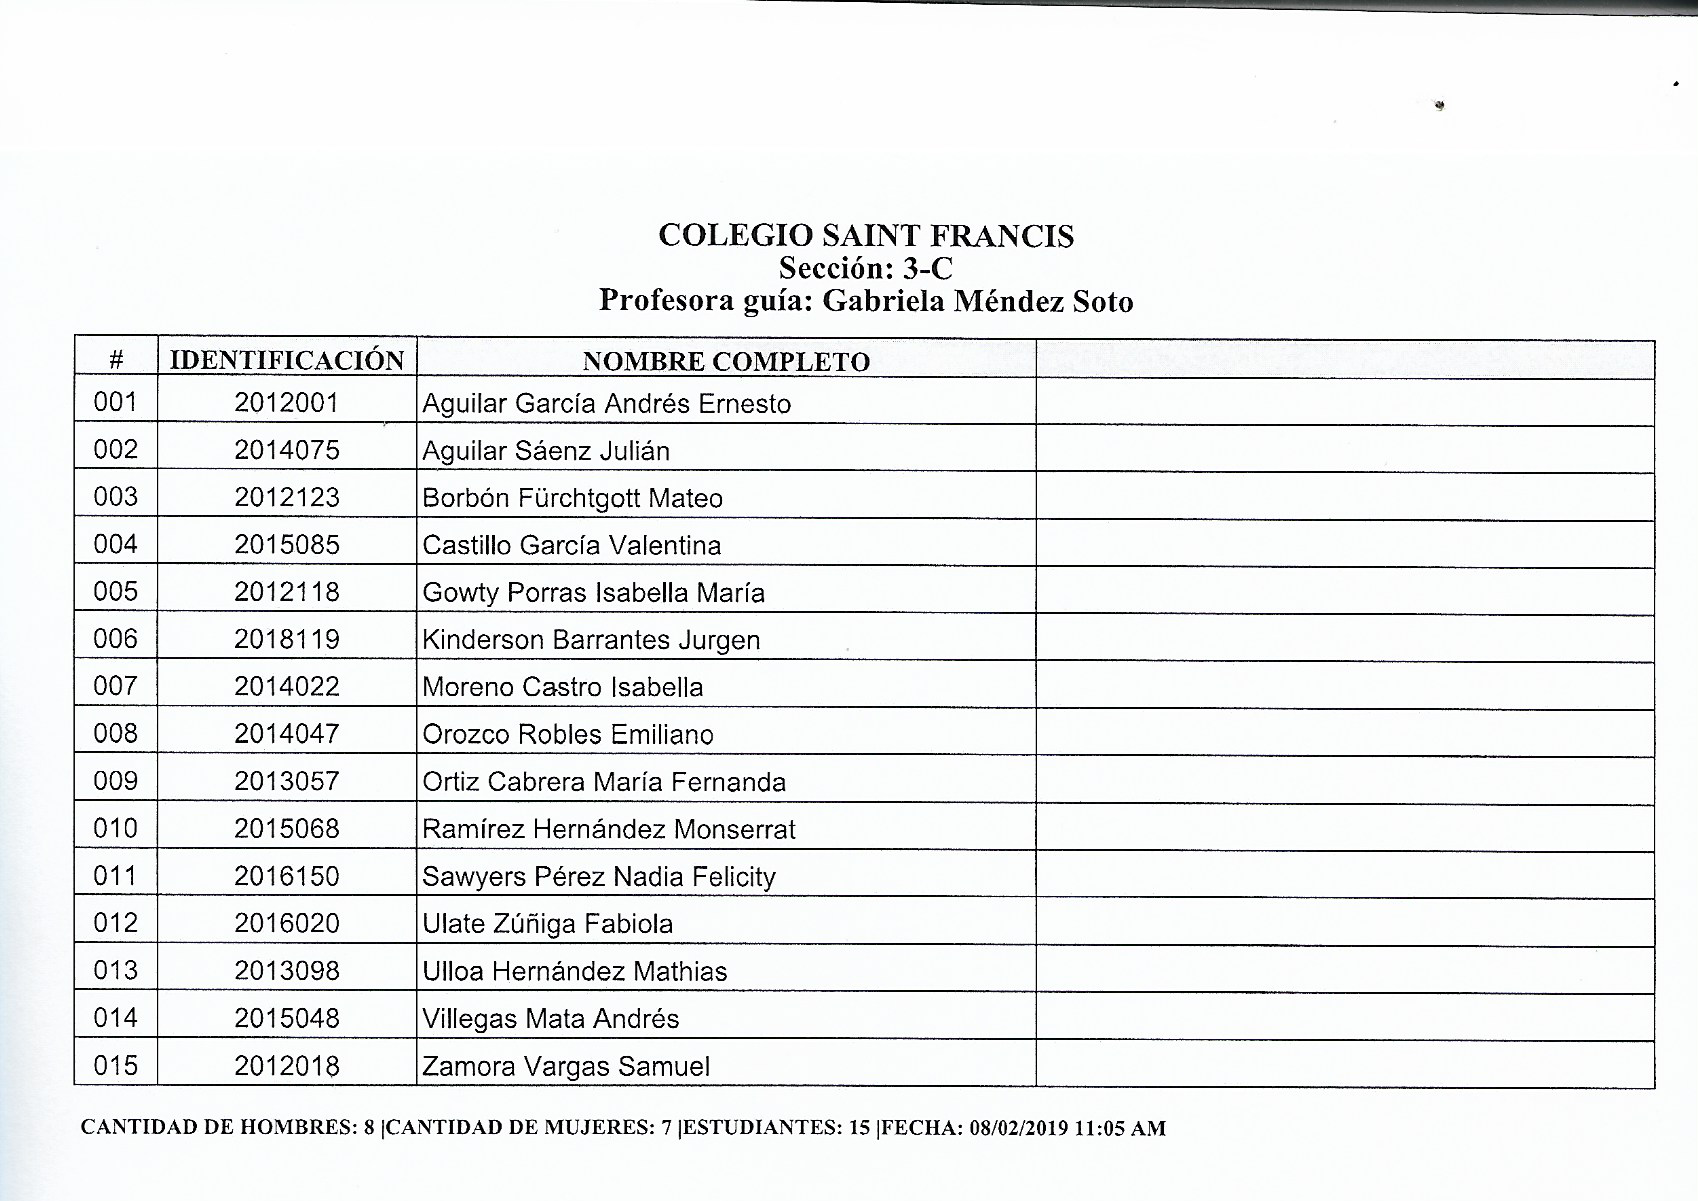 COLEGIO SAINT FRANCIS
Sección: 3-C
Profesora guía: Gabriela Méndez Soto
# IDENTIFICACIÓN NOMBRE COMPLETO
001 2012001 Aguilar García Andrés Ernesto
002 2014075 Aguilar Sáenz Julián
003 2012123 Borbón Fürchtgott Mateo
004 2015085 Castillo García Valentina
005 2012118 Gowty Porras Isabella María
006 2018119 Kinderson Barrantes Jurgen
007 2014022 Moreno Castro Isabella
008 2014047 Orozco Robles Emiliano
009 2013057 Ortiz Cabrera María Fernanda
010 2015068 Ramírez Hernández Monserrat
011 2016150 Sawyers Pérez Nadia Felicity
012 2016020 Ulate Zúñiga Fabiola
013 2013098 Ulloa Hernández Mathias
014 2015048 Villegas Mata Andrés
015 2012018 Zamora Vargas Samuel
CANTIDAD DE HOMBRES: 8 |CANTIDAD DE MUJERES: 7 |ESTUDIANTES: 15 |FECHA: 08/02/2019 11:05 AM